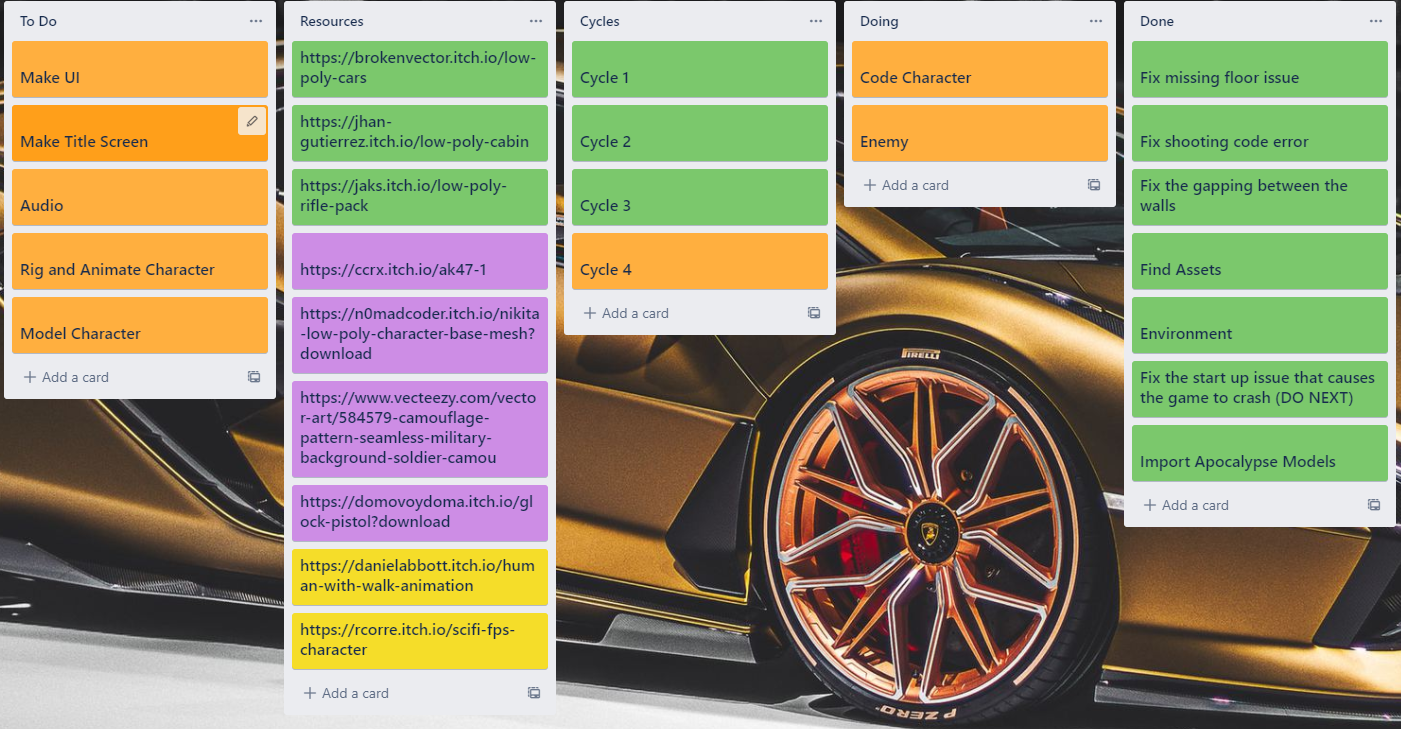 To Do
Make UI
Make Title Screen
Audio
Rig and Animate Character
Model Character
Add a card
Resources
https://brokenvector.itch.io/low-
poly-cars
https://jhan-
gutierrez.itch.io/low-poly-cabin
https://jaks.itch.io/low-poly-
rifle-pack
https://ccrx.itch.io/ak47-1
https://n0madcoder.itch.io/nikita
-low-poly-character-base-mesh?
download
https://www.vecteezy.com/vecto
r-art/584579-camouflage-
pattern-seamless-military-
background-soldier-camou
https://domovoydoma.itch.io/gl
ock-pistol?download
https://danielabbott.itch.io/hum
an-with-walk-animation
https://rcorre.itch.io/scifi-fps-
character
Add a card
Cycles
Cycle 1
Cycle 2
Cycle 3
Cycle 4
Add a card
Doing
Code Character
Enemy
Add a card
Done
Fix missing floor issue
Fix shooting code error
Fix the gapping between the
walls
Find Assets
Environment
Fix the start up issue that causes
the game to crash (DO NEXT)
Import Apocalypse Models
Add a card
PIRELLI
P ZERO